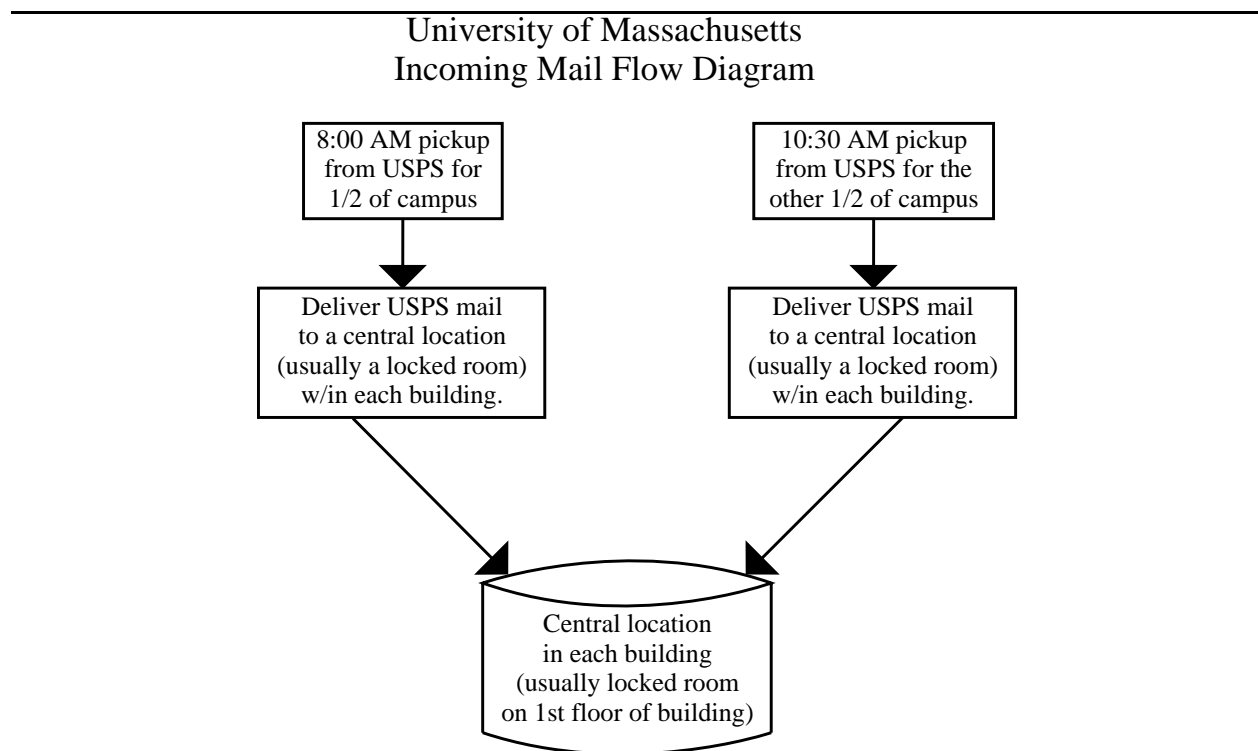 University of Massachusetts
Incoming Mail Flow Diagram
8:00 AM pickup
from USPS for
1/2 of campus
10:30 AM pickup
from USPS for the
other 1/2 of campus
Deliver USPS mail
to a central location
(usually a locked room)
w/in each building.
Deliver USPS mail
to a central location
(usually a locked room)
w/in each building.
Central location
in each building
(usually locked room
on 1st floor of building)